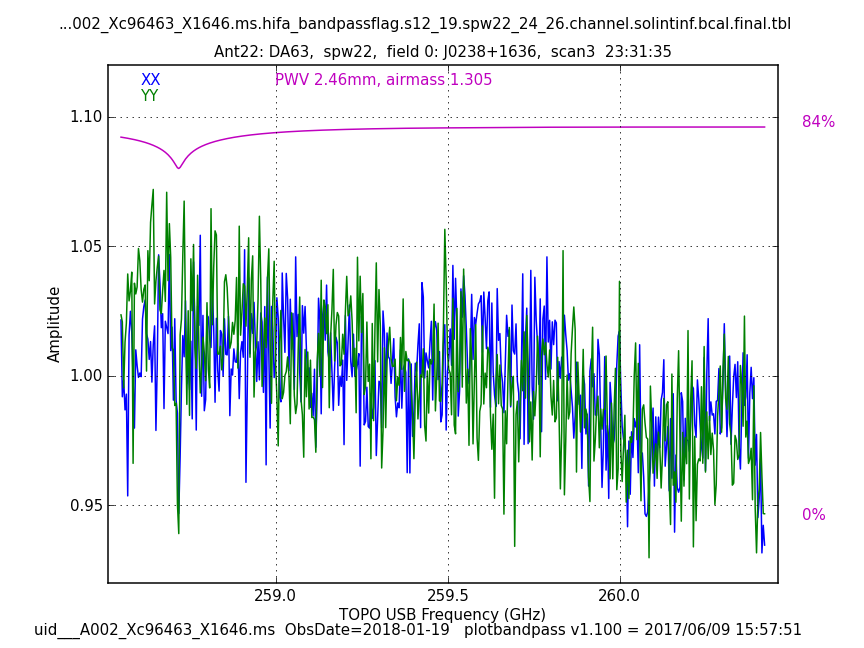 ...002_Xc96463_X1646.ms.hifa_bandpassflag.s12_19.spw22_24_26.channel.solintinf.bcal.final.tbl
Ant22: DA63,  spw22,  field 0: J0238+1636,  scan3  23:31:35
XX
PWV 2.46mm, airmass 1.305
YY
1.10
84%
1.05
Amplitude
1.00
0.95
0%
259.0
259.5
260.0
TOPO USB Frequency (GHz)
uid___A002_Xc96463_X1646.ms  ObsDate=2018-01-19   plotbandpass v1.100 = 2017/06/09 15:57:51